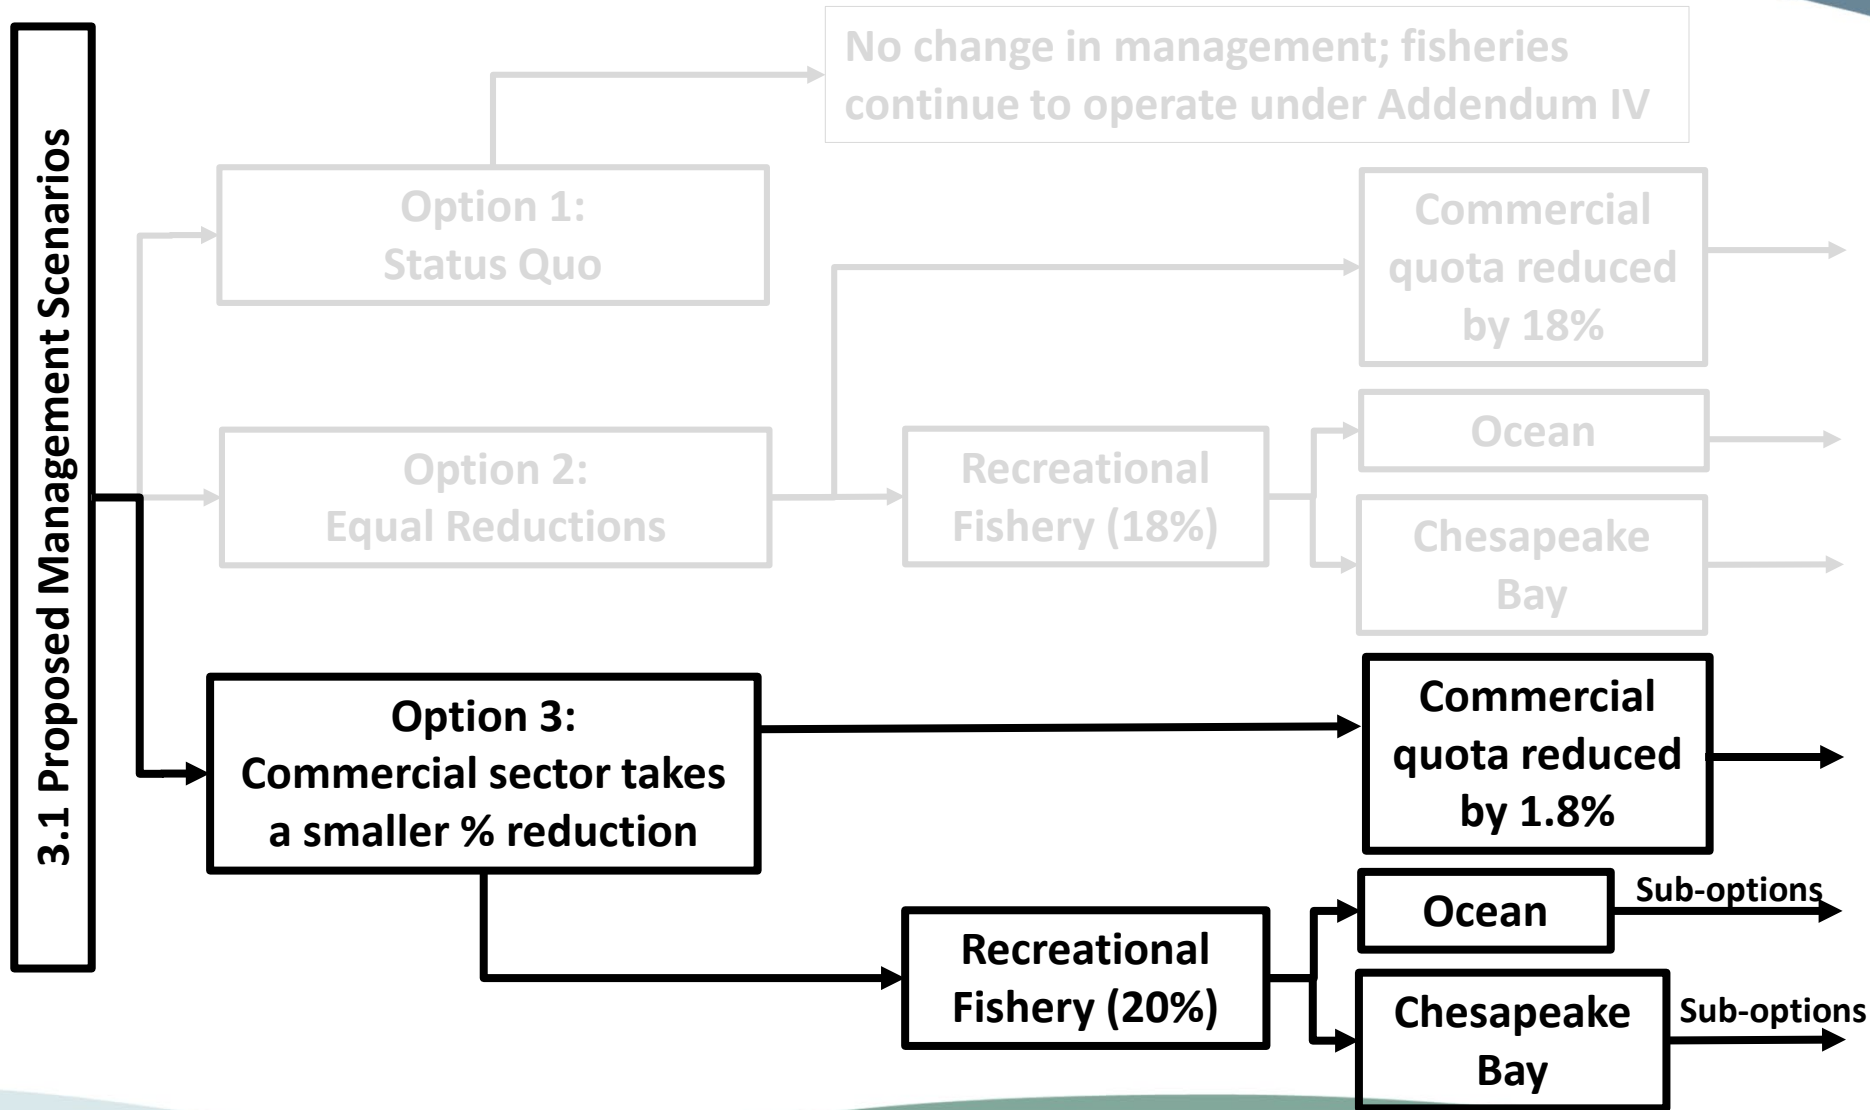 3.1 Proposed Management Scenarios
No change in management; fisheries
continue to operate under Addendum IV
Option 1:
Status Quo
Commercial
quota reduced
by 18%
Option 2:
Equal Reductions
Recreational
Fishery (18%)
Ocean
Chesapeake
Bay
Option 3:
Commercial sector takes
a smaller % reduction
Commercial
quota reduced
by 1.8%
Recreational
Fishery (20%)
Ocean
Sub-options
Chesapeake
Bay
Sub-options